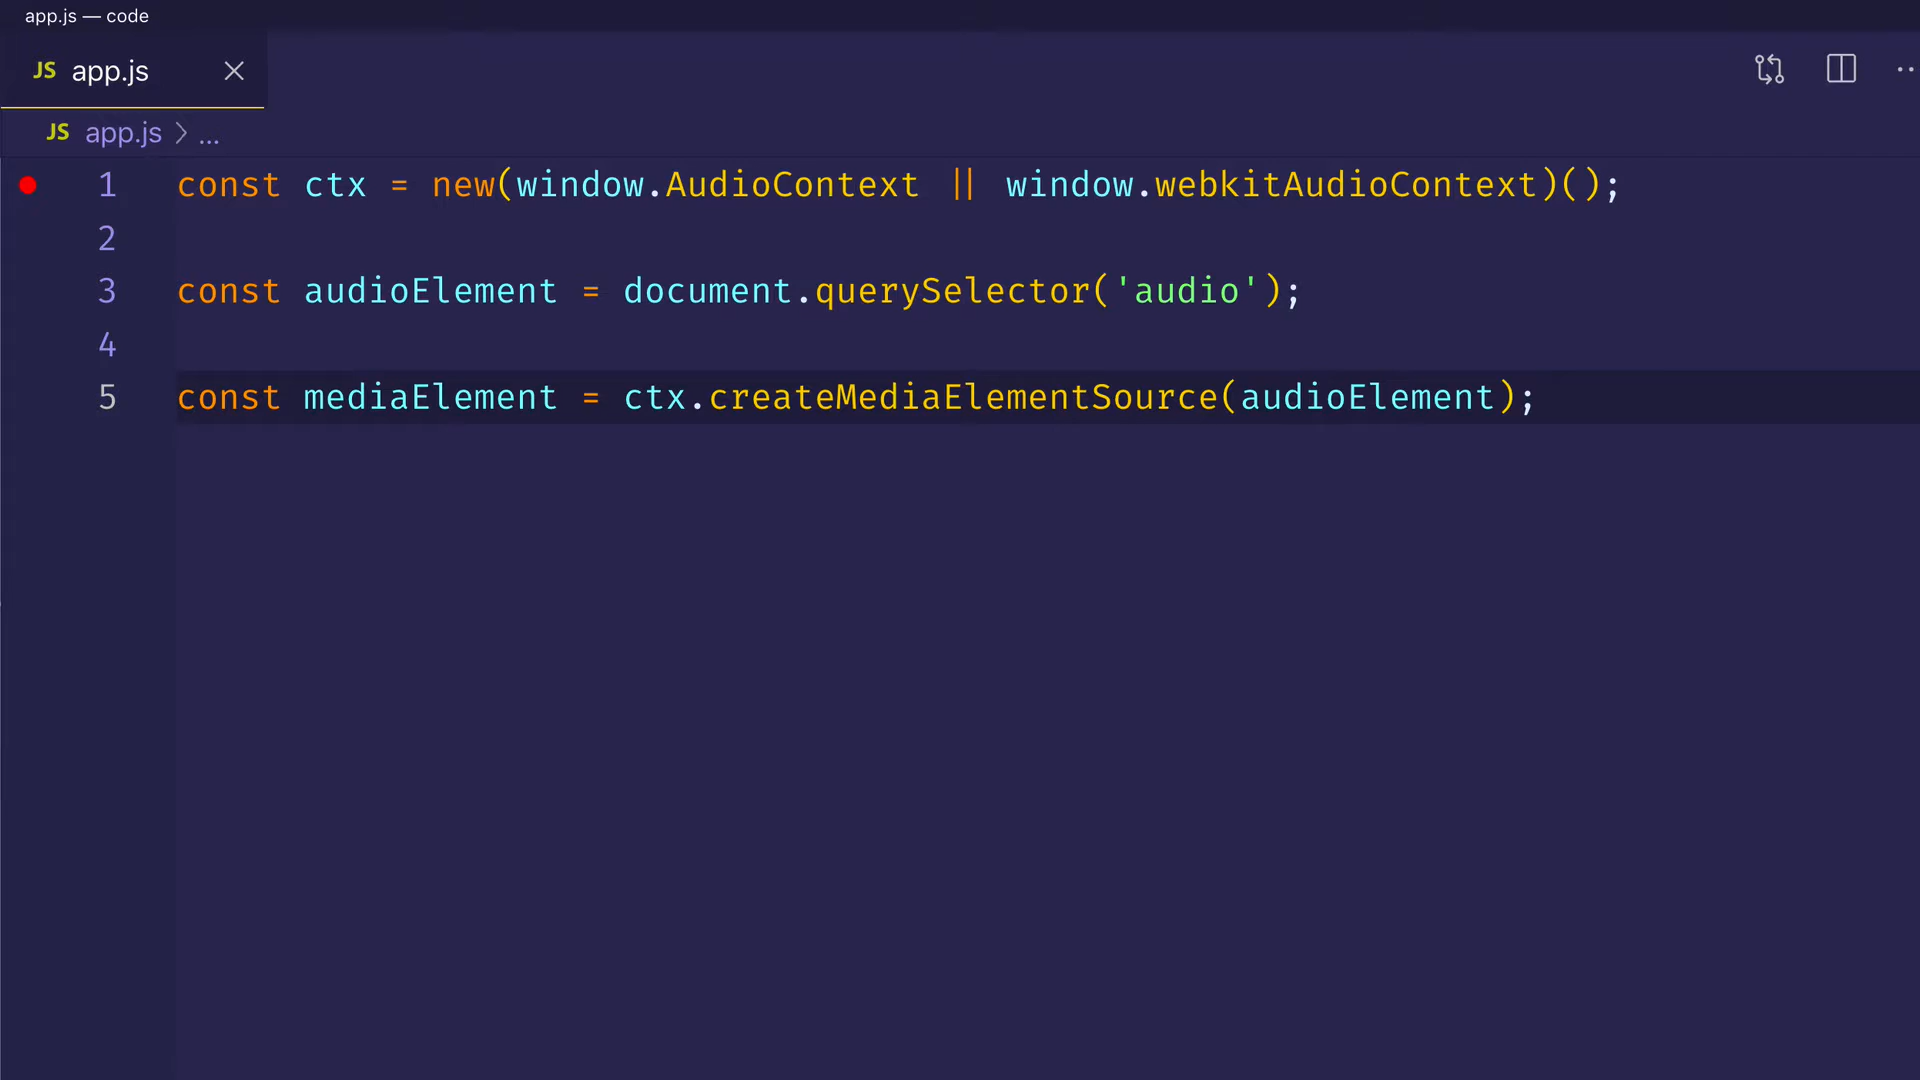 app.js — code
JS app.js
JS app.js > ...
1 const ctx = new(window.AudioContext || window.webkitAudioContext)();
2
3 const audioElement = document.querySelector('audio');
4
5 const mediaElement = ctx.createMediaElementSource(audioElement);